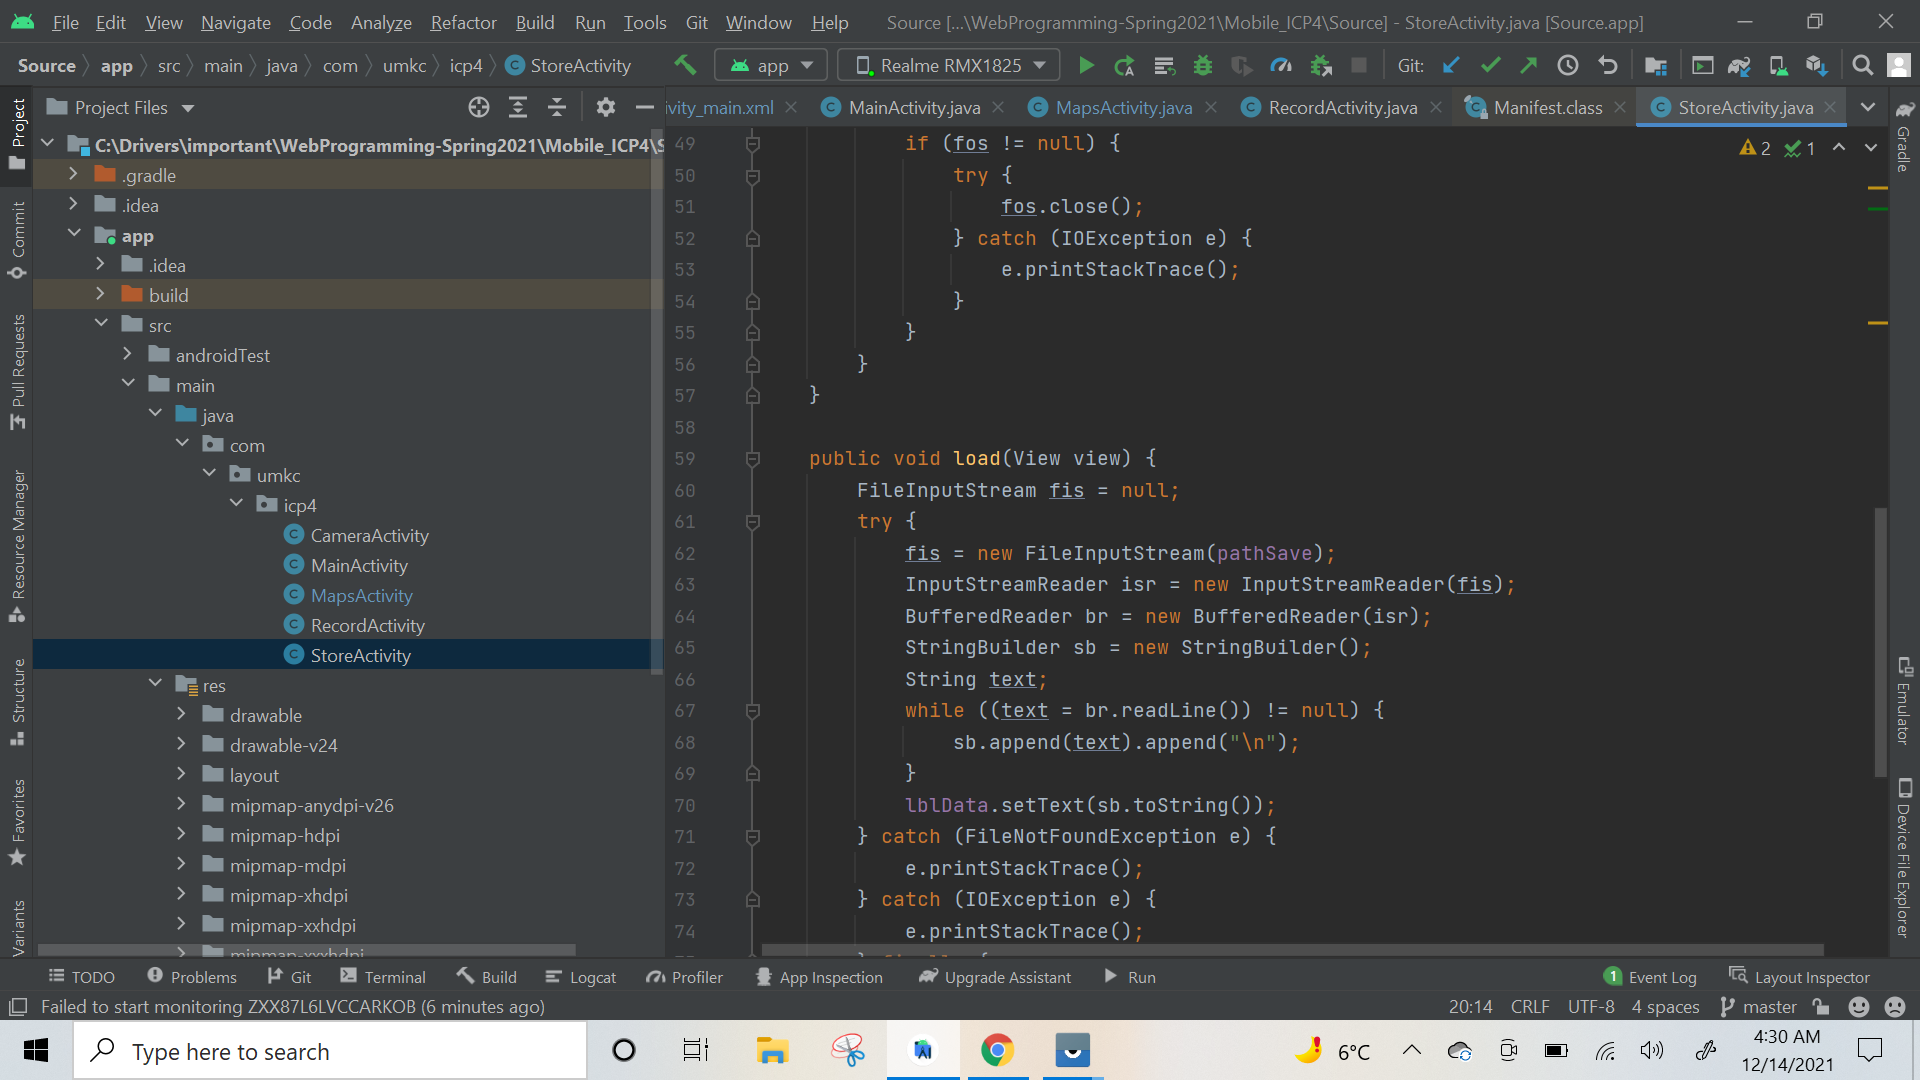 File Edit View Navigate Code Analyze Refactor Build Run Tools Git Window Help Source [...\WebProgramming-Spring2021\Mobile_ICP4\Source] - StoreActivity.java [Source.app]
Source app src main java com umkc icp4 StoreActivity app Realme RMX1825 Git:
Project Files ivity_main.xml MainActivity.java MapsActivity.java RecordActivity.java Manifest.class StoreActivity.java
C:\Drivers\important\WebProgramming-Spring2021\Mobile_ICP4\S
.gradle
.idea
app
.idea
build
src
androidTest
main
java
com
umkc
icp4
CameraActivity
MainActivity
MapsActivity
RecordActivity
StoreActivity
res
drawable
drawable-v24
layout
mipmap-anydpi-v26
mipmap-hdpi
mipmap-mdpi
mipmap-xhdpi
mipmap-xxhdpi
mipmap-xxxhdpi
Project
Commit
Pull Requests
Resource Manager
Structure
Favorites
Variants
49 if (fos != null) {
50 try {
51 fos.close();
52 } catch (IOException e) {
53 e.printStackTrace();
54 }
55 }
56 }
57 }
58
59 public void load(View view) {
60 FileInputStream fis = null;
61 try {
62 fis = new FileInputStream(pathSave);
63 InputStreamReader isr = new InputStreamReader(fis);
64 BufferedReader br = new BufferedReader(isr);
65 StringBuilder sb = new StringBuilder();
66 String text;
67 while ((text = br.readLine()) != null) {
68 sb.append(text).append("\n");
69 }
70 lblData.setText(sb.toString());
71 } catch (FileNotFoundException e) {
72 e.printStackTrace();
73 } catch (IOException e) {
74 e.printStackTrace();
2 1
Gradle
Emulator
Device File Explorer
TODO Problems Git Terminal Build Logcat Profiler App Inspection Upgrade Assistant Run 1 Event Log Layout Inspector
Failed to start monitoring ZXX87L6LVCCARKOB (6 minutes ago) 20:14 CRLF UTF-8 4 spaces master
Type here to search 6°C 4:30 AM
12/14/2021